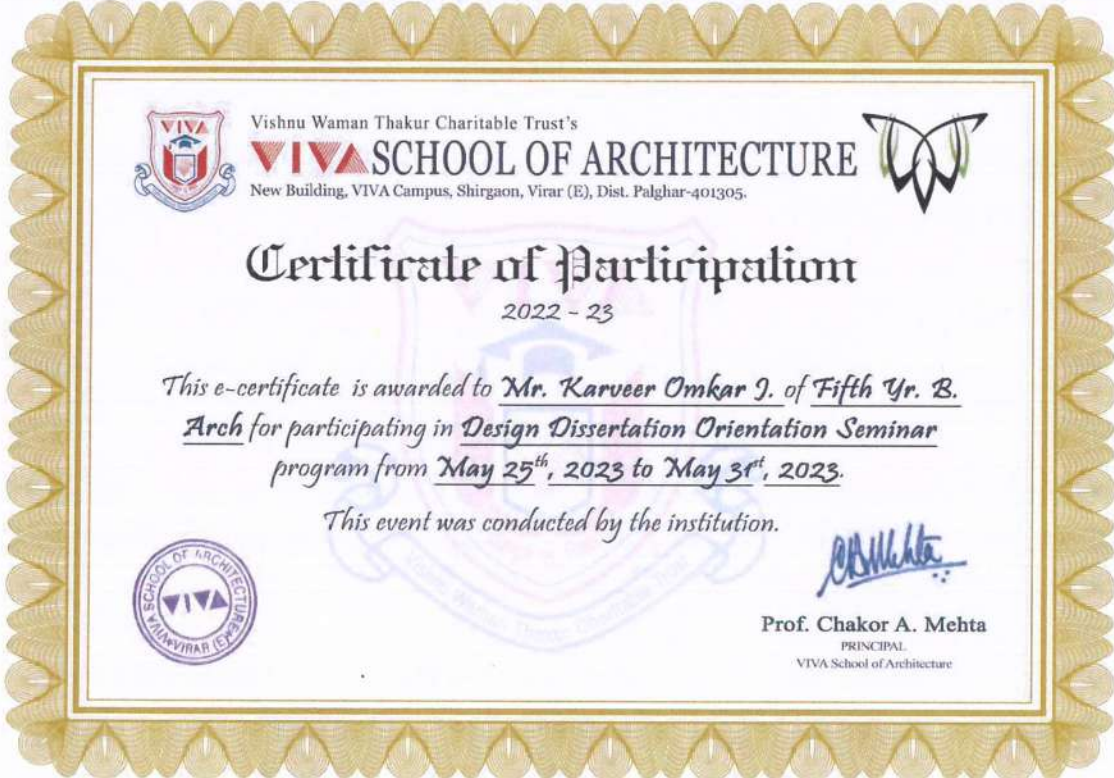 VIVA
Vishnu Waman Thakur Charitable Trust's
VIVA SCHOOL OF ARCHITECTURE
New Building, VIVA Campus, Shirgaon, Virar (E), Dist. Palghar-401305.
Certificate of Participation
2022 - 23
This e-certificate is awarded to Mr. Karveer Omkar J. of Fifth Yr. B.
Arch for participating in Design Dissertation Orientation Seminar
program from May 25th, 2023 to May 31st, 2023.
This event was conducted by the institution.
VIVA SCHOOL OF ARCHITECTURE
VIVA
VIRAR (E)
Prof. Chakor A. Mehta
PRINCIPAL
VIVA School of Architecture